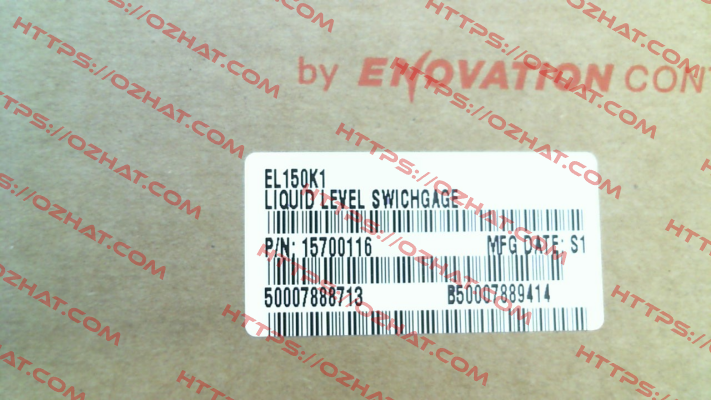 by ENOVATION CONT
EL150K1
LIQUID LEVEL SWICHGAGE
P/N: 15700116 MFG DATE: S1
50007888713 B50007889414
HTTPS://OZHAT.COM